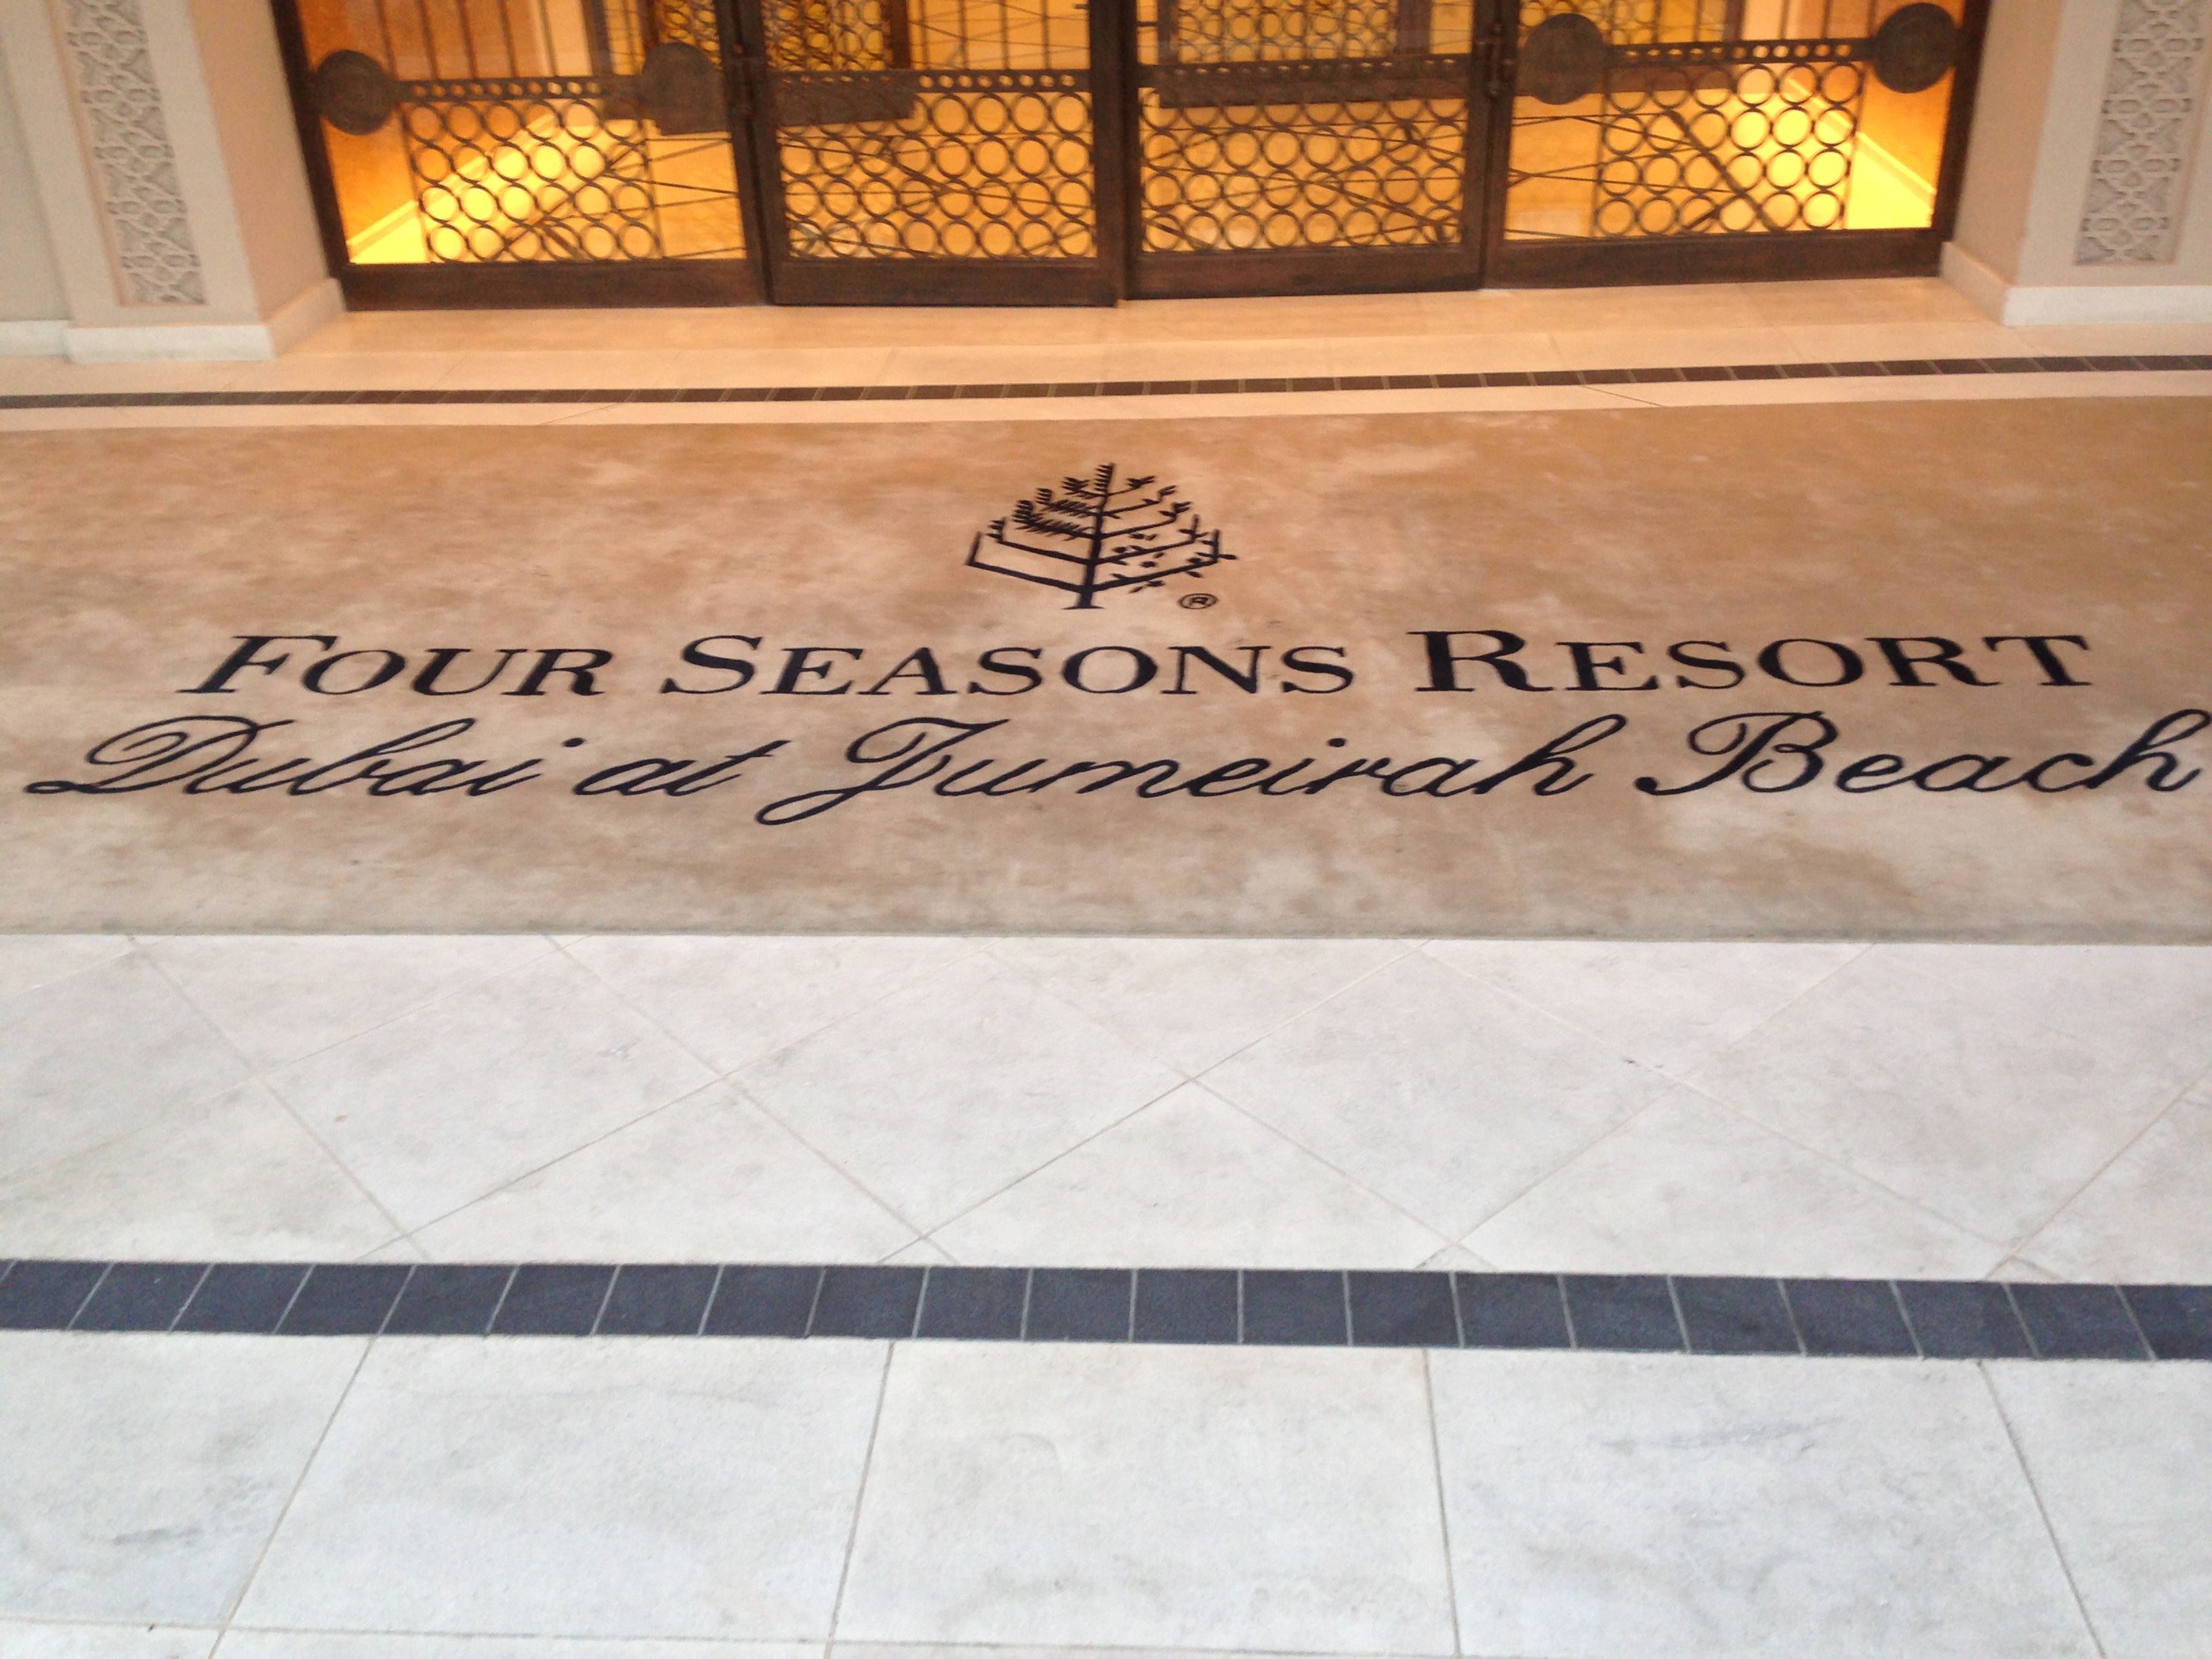 ®
FOUR SEASONS RESORT
Dubai at Jumeirah Beach